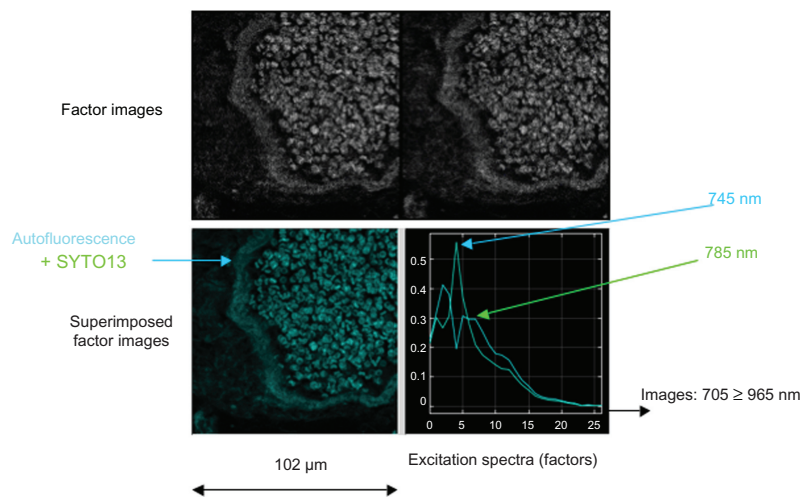 Factor images
745 nm
Autofluorescence
+ SYTO13
785 nm
Superimposed
factor images
0.5
0.4
0.3
0.2
0.1
0
0 5 10 15 20 25
Images: 705 ≥ 965 nm
102 µm
Excitation spectra (factors)